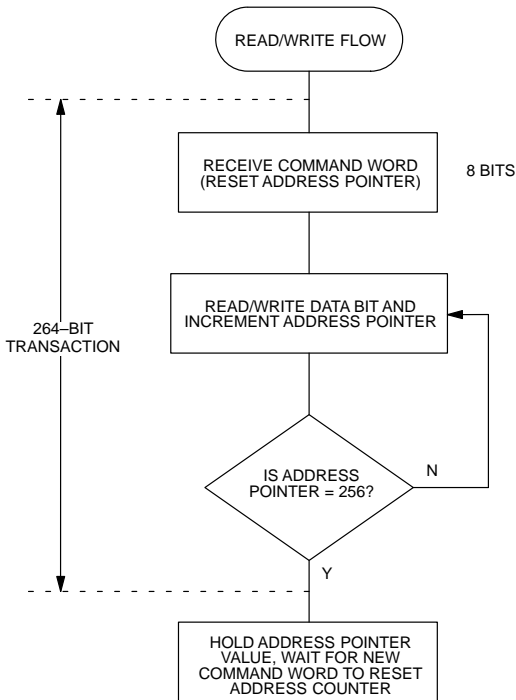 READ/WRITE FLOW
RECEIVE COMMAND WORD
(RESET ADDRESS POINTER)
8 BITS
READ/WRITE DATA BIT AND
INCREMENT ADDRESS POINTER
264–BIT
TRANSACTION
IS ADDRESS
POINTER = 256?
N
Y
HOLD ADDRESS POINTER
VALUE, WAIT FOR NEW
COMMAND WORD TO RESET
ADDRESS COUNTER